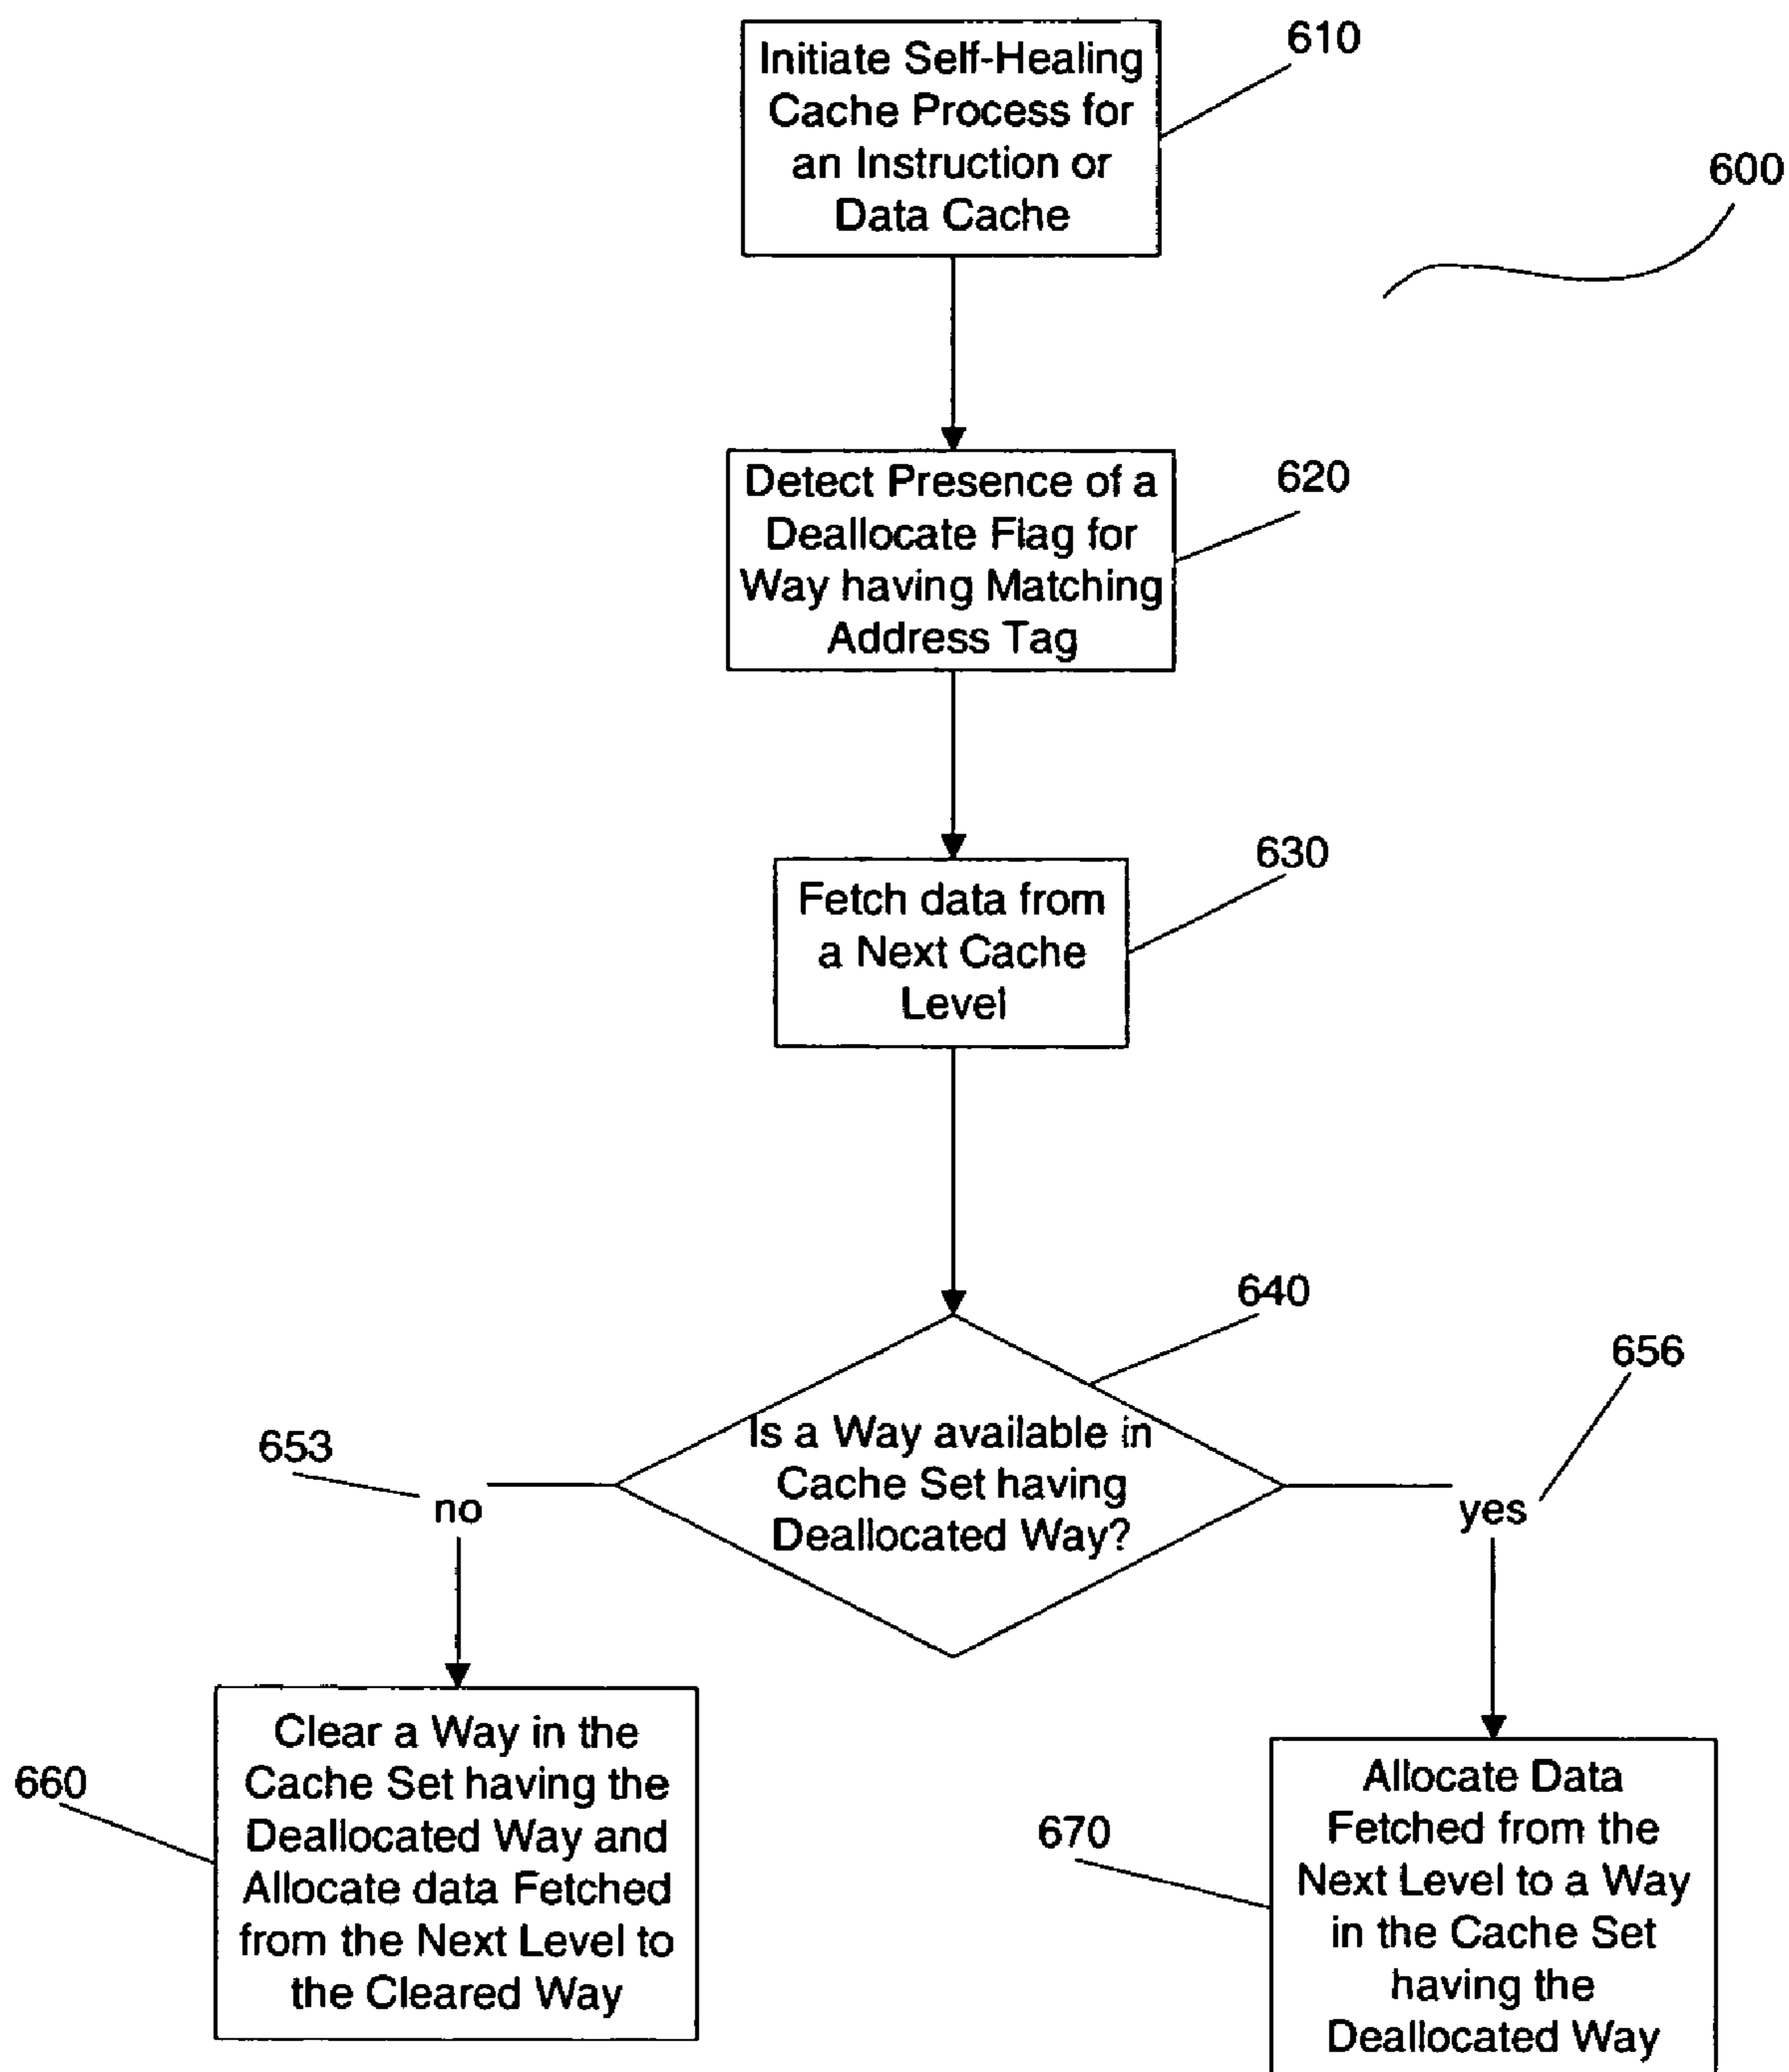 Initiate Self-Healing
Cache Process for
an Instruction or
Data Cache
610
600
Detect Presence of a
Deallocate Flag for
Way having Matching
Address Tag
620
Fetch data from
a Next Cache
Level
630
640
Is a Way available in
Cache Set having
Deallocated Way?
653
no
656
yes
660
Clear a Way in the
Cache Set having the
Deallocated Way and
Allocate data Fetched
from the Next Level to
the Cleared Way
670
Allocate Data
Fetched from the
Next Level to a Way
in the Cache Set
having the
Deallocated Way